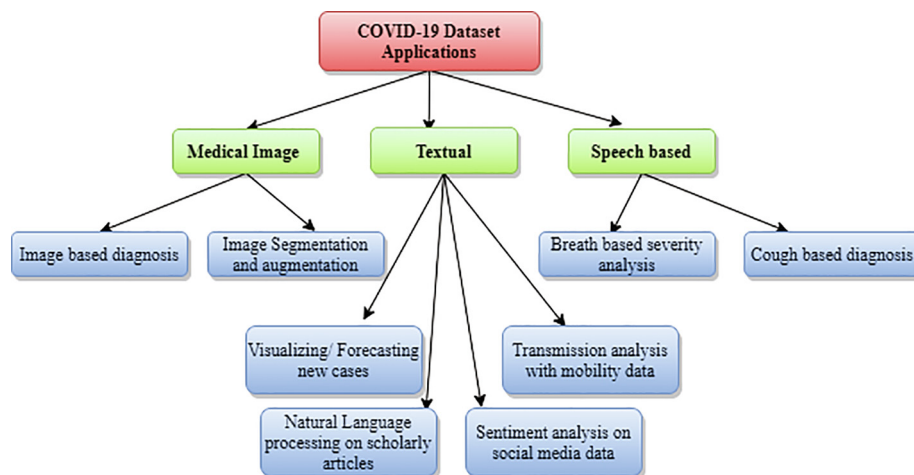 COVID-19 Dataset
Applications
Medical Image
Textual
Speech based
Image based diagnosis
Image Segmentation
and augmentation
Breath based severity
analysis
Cough based diagnosis
Visualizing/ Forecasting
new cases
Transmission analysis
with mobility data
Natural Language
processing on scholarly
articles
Sentiment analysis on
social media data